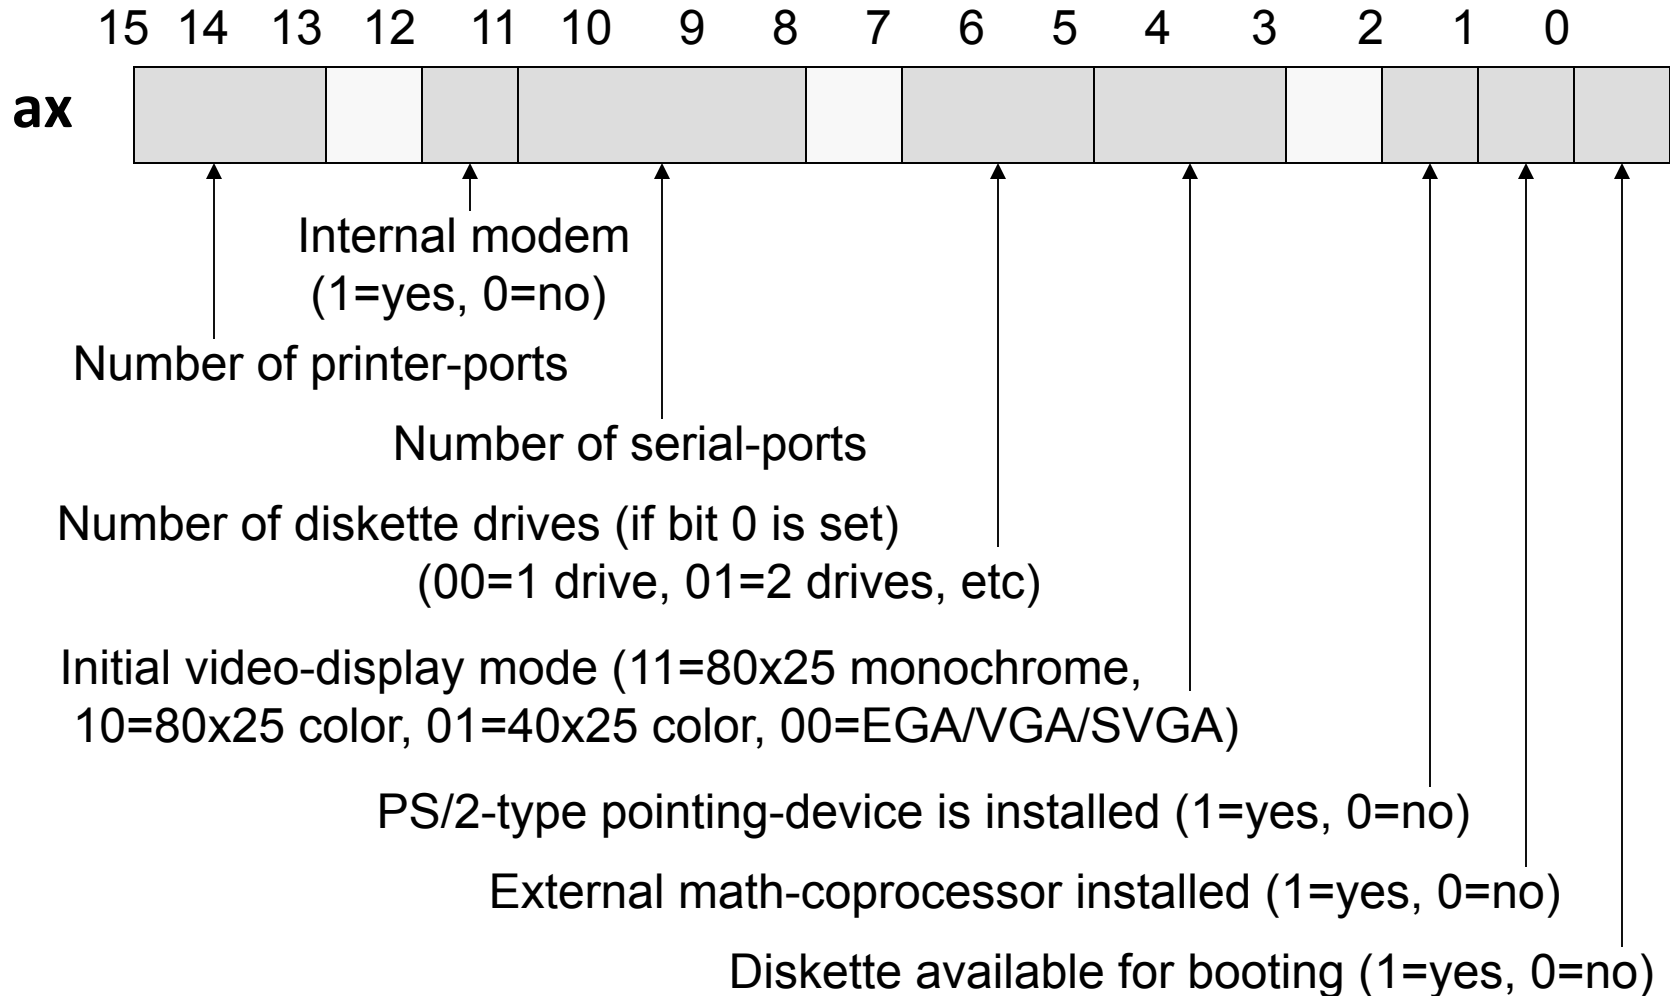 15 14 13 12 11 10 9 8 7 6 5 4 3 2 1 0
ax
Internal modem
(1=yes, 0=no)
Number of printer-ports
Number of serial-ports
Number of diskette drives (if bit 0 is set)
(00=1 drive, 01=2 drives, etc)
Initial video-display mode (11=80x25 monochrome,
10=80x25 color, 01=40x25 color, 00=EGA/VGA/SVGA)
PS/2-type pointing-device is installed (1=yes, 0=no)
External math-coprocessor installed (1=yes, 0=no)
Diskette available for booting (1=yes, 0=no)